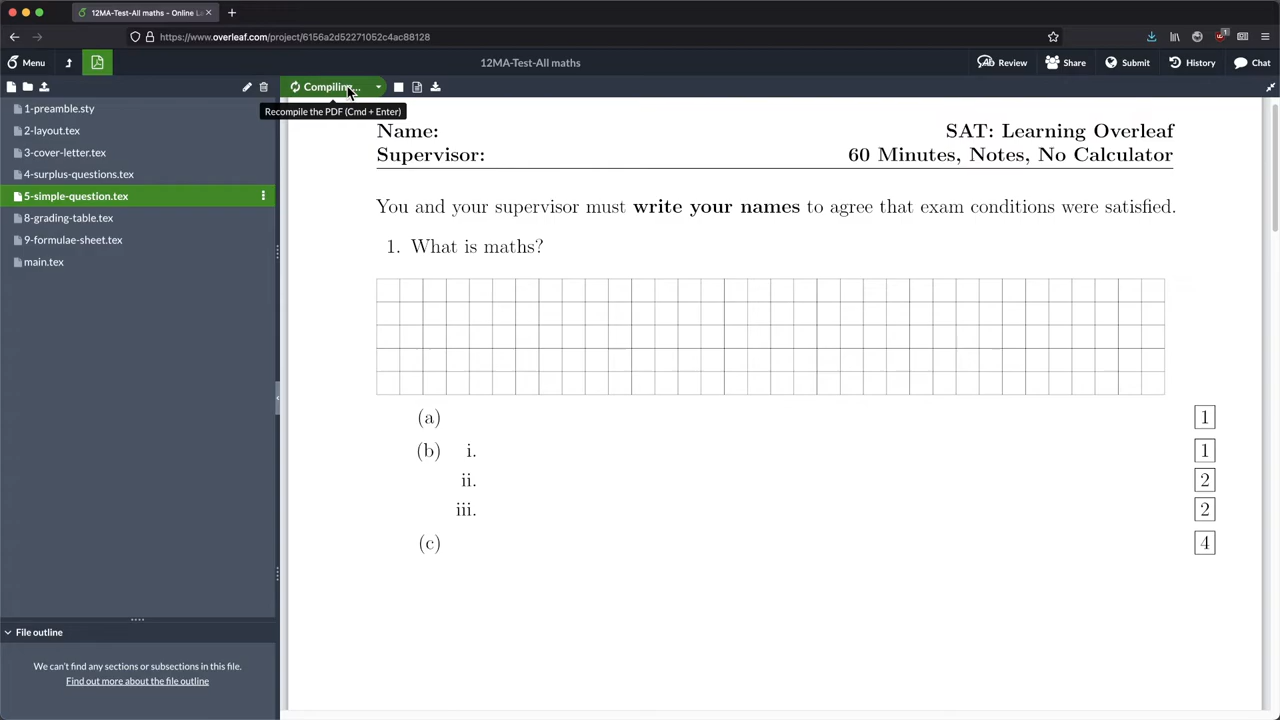 12MA-Test-All maths - Online L
https://www.overleaf.com/project/6156a2d52271052c4ac88128
1
Menu
12MA-Test-All maths
Review
Share
Submit
History
Chat
Compiling...
Recompile the PDF (Cmd + Enter)
1-preamble.sty
2-layout.tex
3-cover-letter.tex
4-surplus-questions.tex
5-simple-question.tex
8-grading-table.tex
9-formulae-sheet.tex
main.tex
File outline
We can't find any sections or subsections in this file.
Find out more about the file outline
Name: SAT: Learning Overleaf
Supervisor: 60 Minutes, Notes, No Calculator
You and your supervisor must write your names to agree that exam conditions were satisfied.
1. What is maths?
(a) 1
(b) i. 1
ii. 2
iii. 2
(c) 4